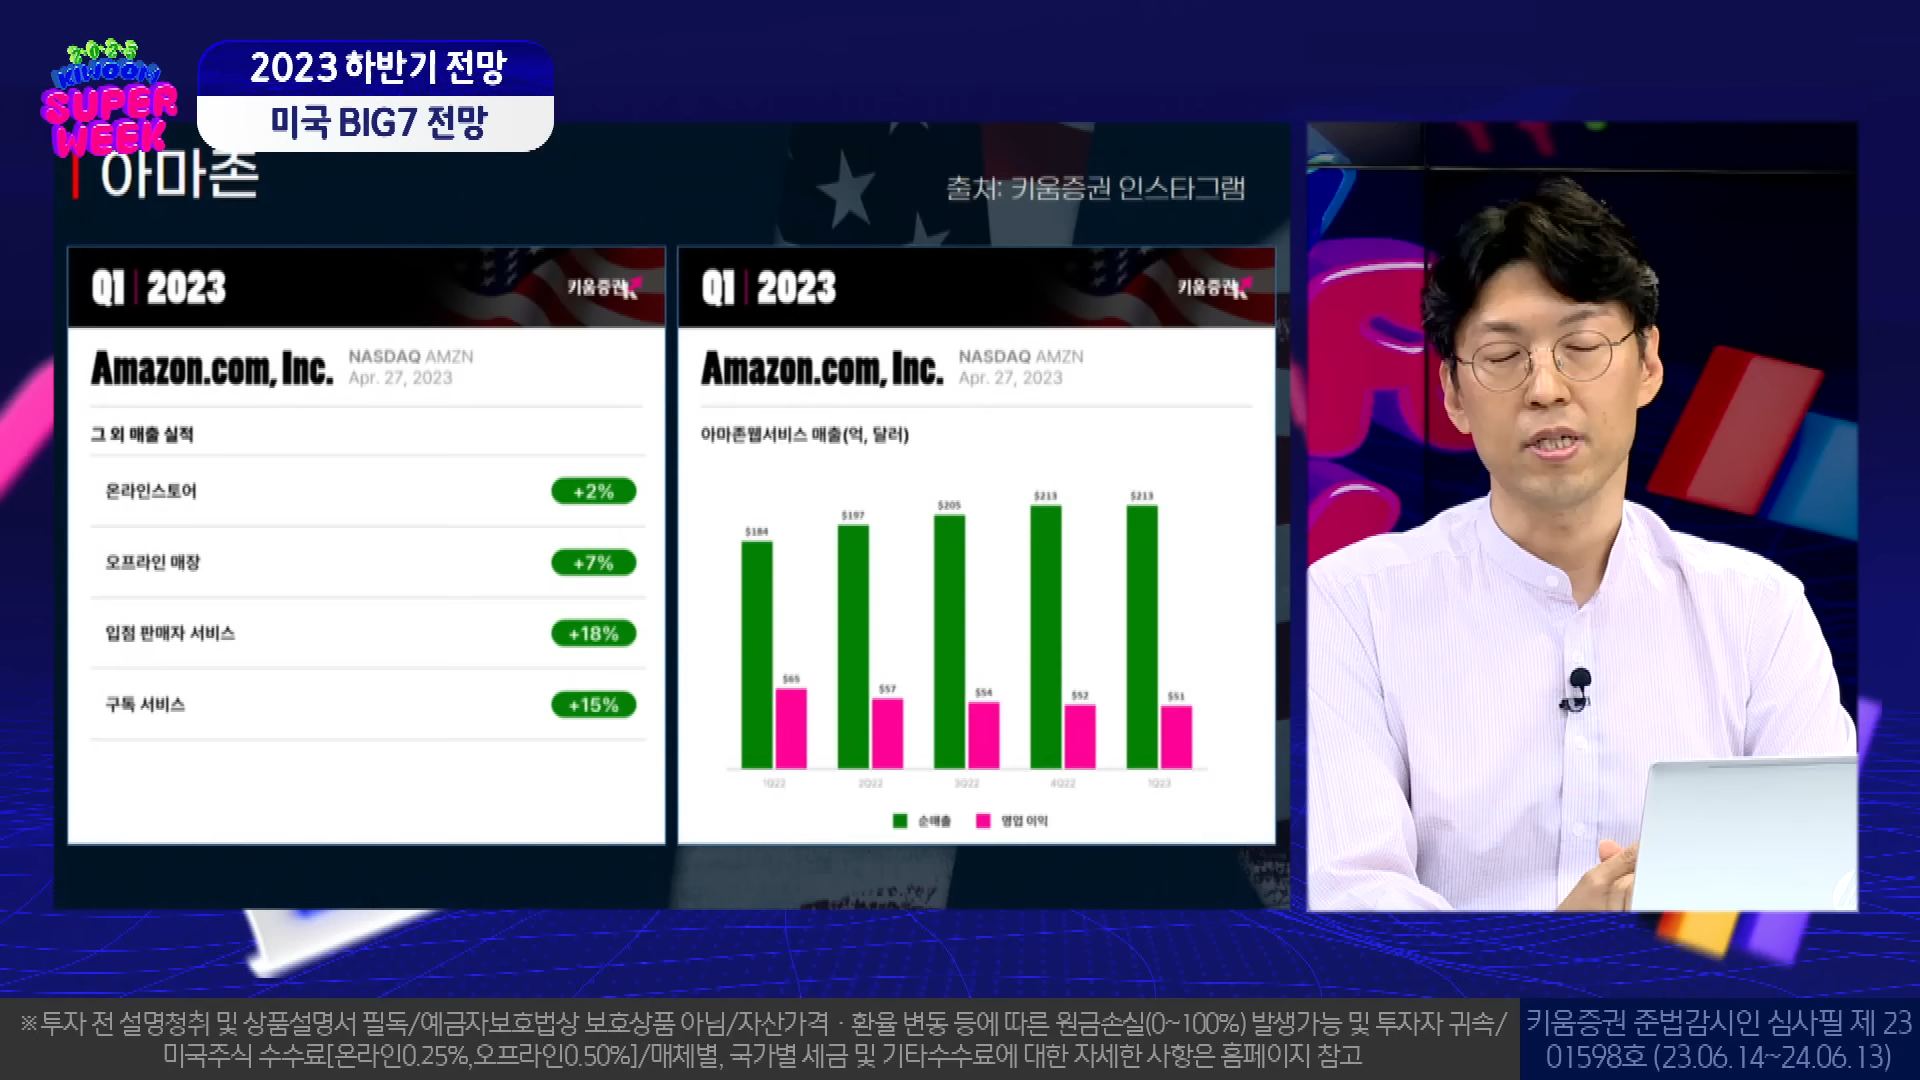 2023
KIWOOM
SUPER
WEEK
2023 하반기 전망
미국 BIG7 전망
아마존
출처: 키움증권 인스타그램
Q1 | 2023
키움증권
Amazon.com, Inc.
NASDAQ AMZN
Apr. 27, 2023
그 외 매출 실적
온라인스토어 +2%
오프라인 매장 +7%
입점 판매자 서비스 +18%
구독 서비스 +15%
Q1 | 2023
키움증권
Amazon.com, Inc.
NASDAQ AMZN
Apr. 27, 2023
아마존웹서비스 매출(억, 달러)
$184 $197 $205 $213 $213
$65 $57 $54 $52 $51
1Q22 2Q22 3Q22 4Q22 1Q23
순매출 영업 이익
※투자 전 설명청취 및 상품설명서 필독/예금자보호법상 보호상품 아님/자산가격 · 환율 변동 등에 따른 원금손실(0~100%) 발생가능 및 투자자 귀속/
미국주식 수수료[온라인0.25%,오프라인0.50%]/매체별, 국가별 세금 및 기타수수료에 대한 자세한 사항은 홈페이지 참고
키움증권 준법감시인 심사필 제 23
01598호 (23.06.14~24.06.13)